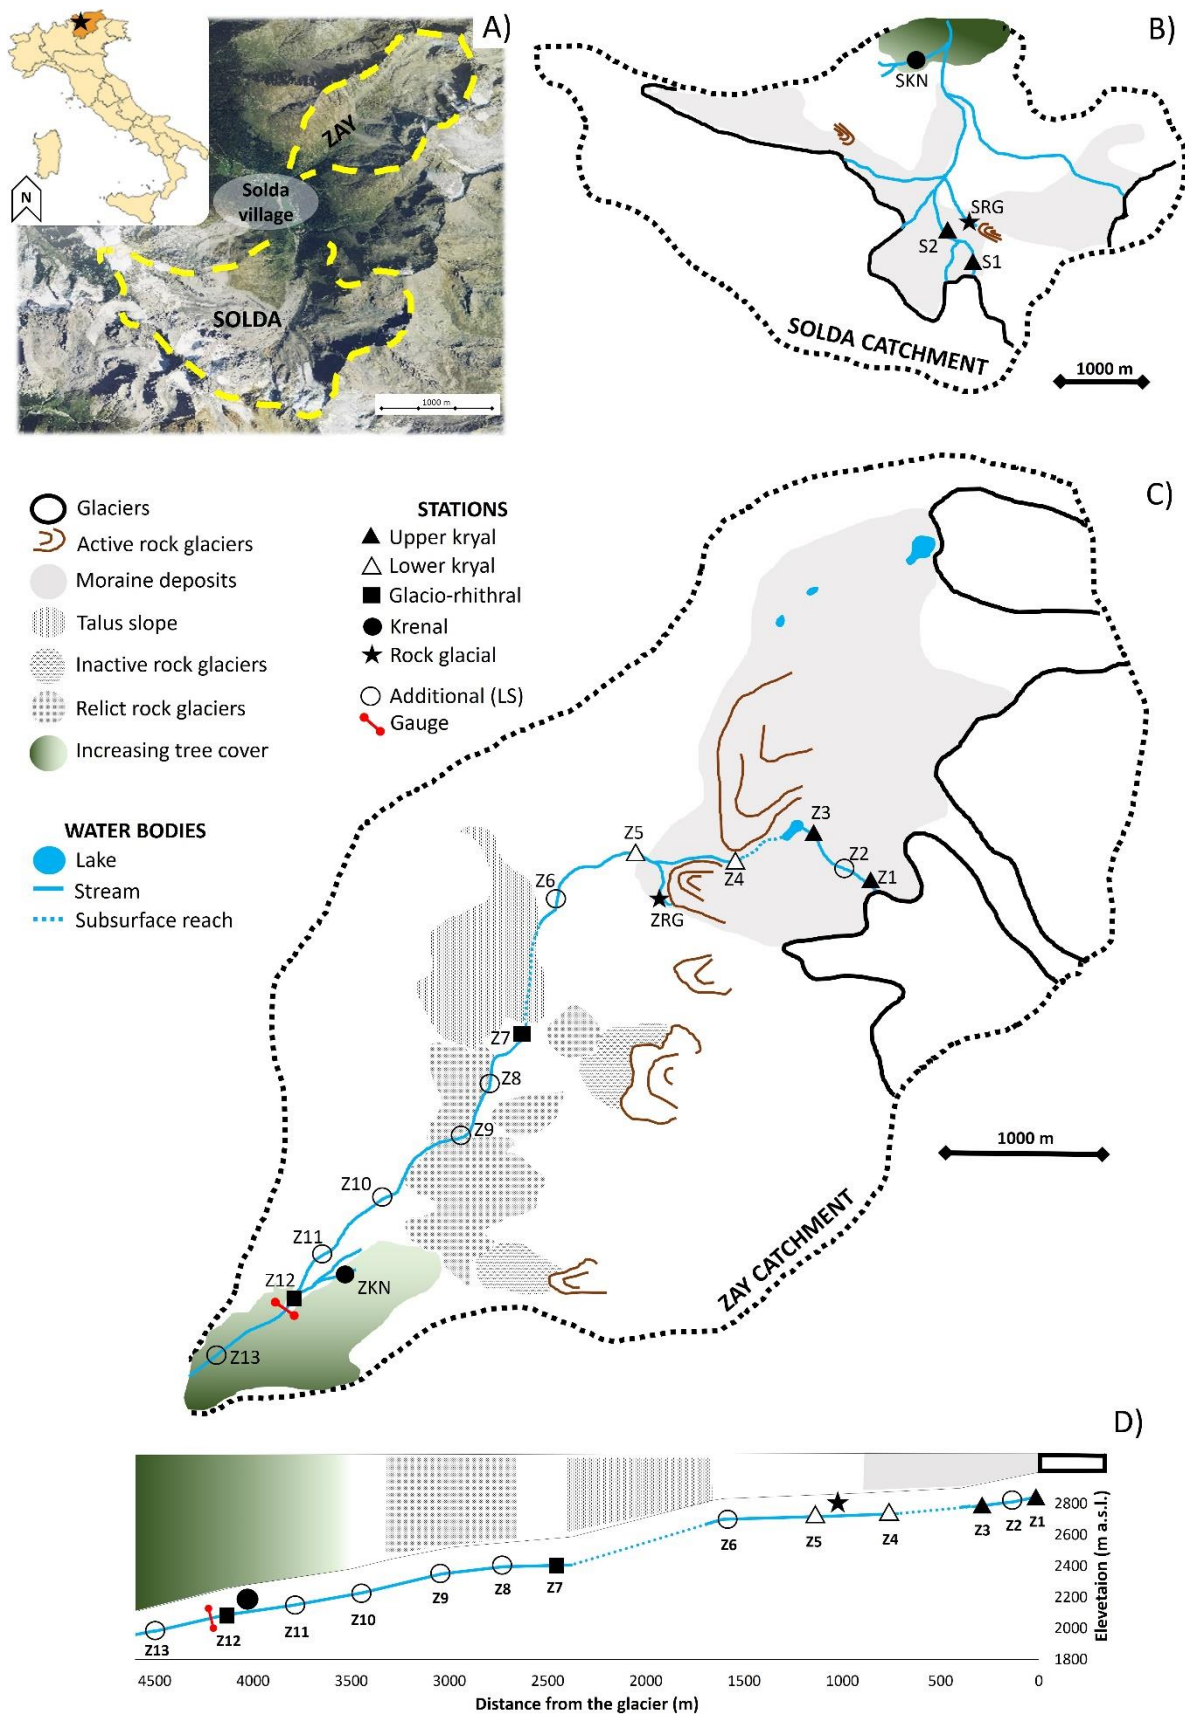 A)
N
ZAY
Solda
village
SOLDA
1000 m
B)
SKN
SRG
S2
S1
SOLDA CATCHMENT
1000 m
C)
Glaciers
Active rock glaciers
Moraine deposits
Talus slope
Inactive rock glaciers
Relict rock glaciers
Increasing tree cover
WATER BODIES
Lake
Stream
Subsurface reach
STATIONS
Upper kryal
Lower kryal
Glacio-rhithral
Krenal
Rock glacial
Additional (LS)
Gauge
Z3
Z5
Z2
Z4
Z1
Z6
ZRG
Z7
Z8
Z9
1000 m
Z10
Z11
Z12
ZKN
Z13
ZAY CATCHMENT
D)
Z13
Z12
Z11
Z10
Z9
Z8
Z7
Z6
Z5
Z4
Z3
Z2
Z1
2800
2600
2400
2200
2000
1800
Elevetaion (m a.s.l.)
4500 4000 3500 3000 2500 2000 1500 1000 500 0
Distance from the glacier (m)